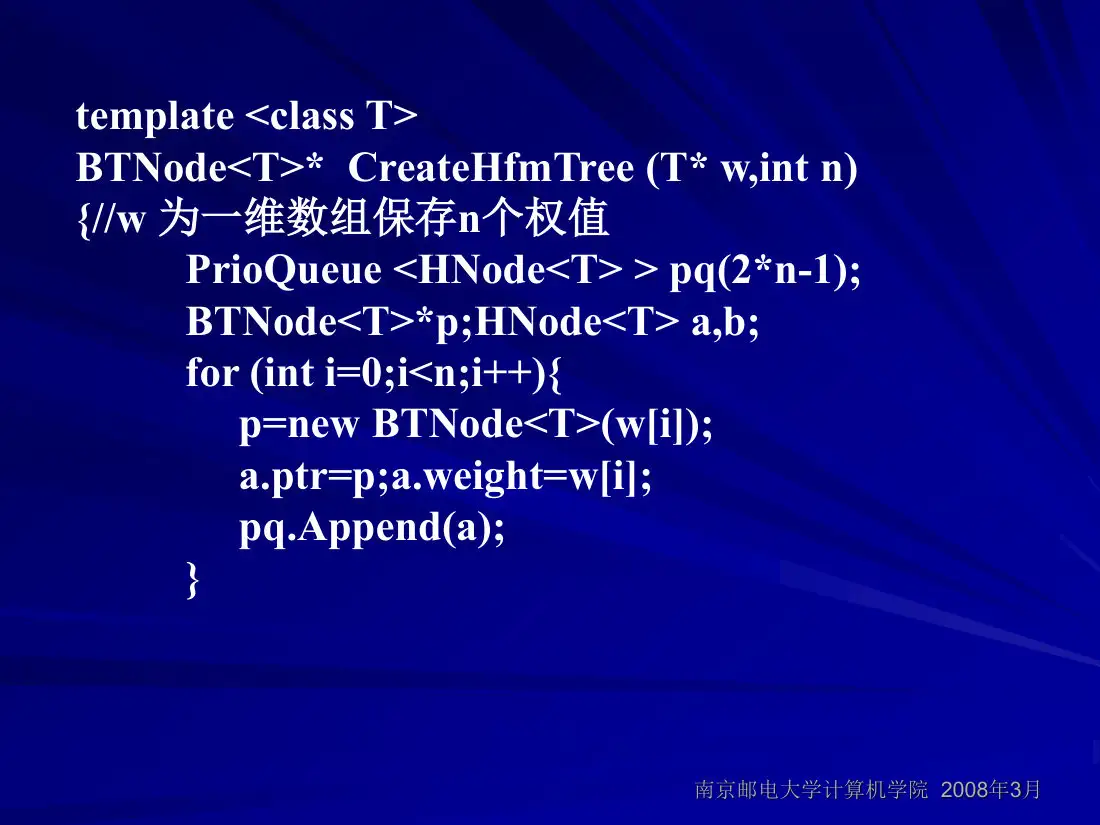 template <class T>
BTNode<T>*  CreateHfmTree (T* w,int n)
{//w 为一维数组保存n个权值
PrioQueue <HNode<T> > pq(2*n-1);
BTNode<T>*p;HNode<T> a,b;
for (int i=0;i<n;i++){
p=new BTNode<T>(w[i]);
a.ptr=p;a.weight=w[i];
pq.Append(a);
}
南京邮电大学计算机学院 2008年3月